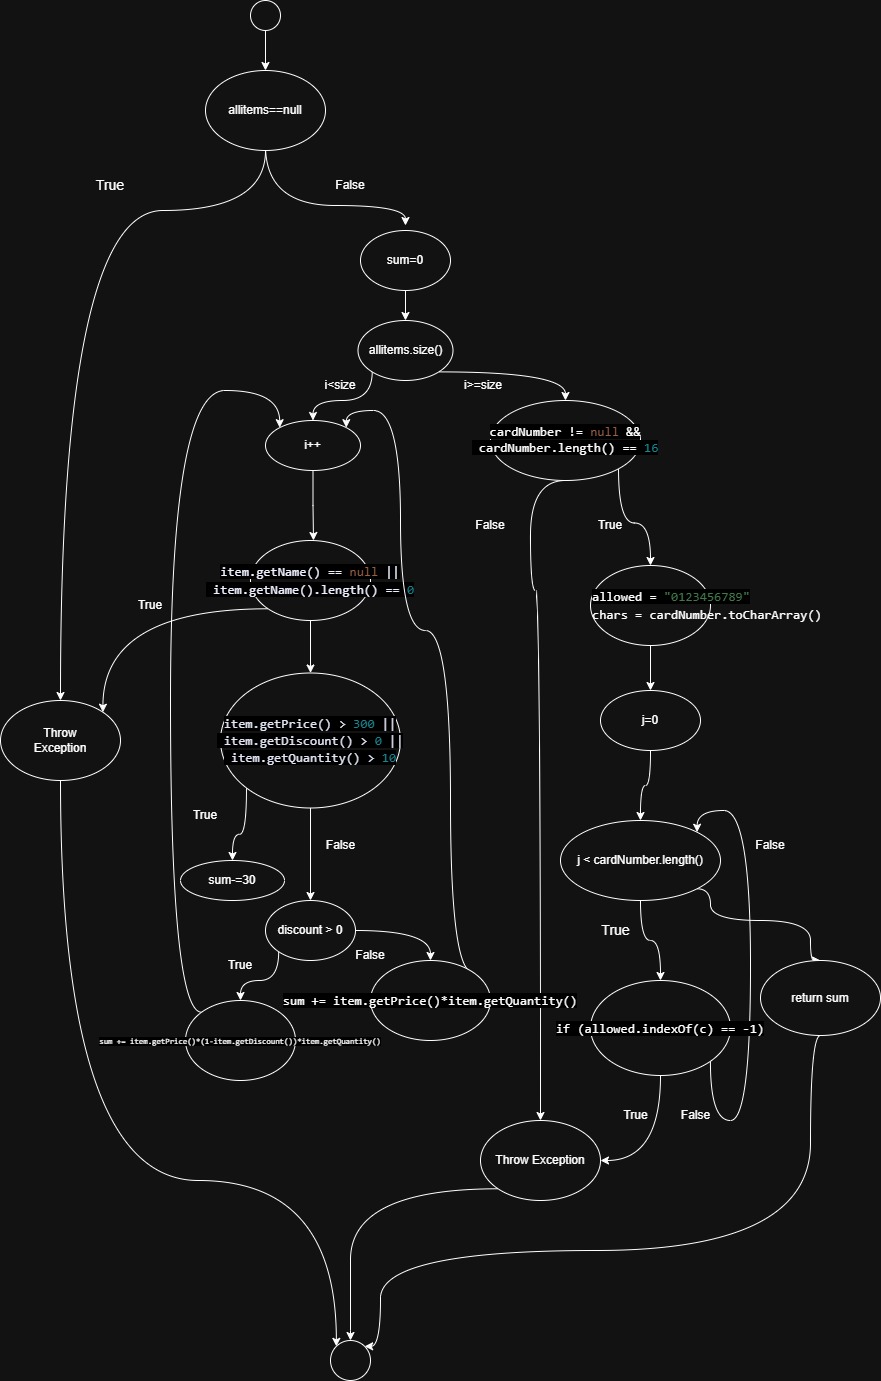 allitems==null
True
False
sum=0
allitems.size()
i<size
i>=size
i++
cardNumber != null &&
cardNumber.length() == 16
False
True
item.getName() == null ||
item.getName().length() == 0
True
allowed = "0123456789"
chars = cardNumber.toCharArray()
Throw
Exception
item.getPrice() > 300 ||
item.getDiscount() > 0 ||
item.getQuantity() > 10
j=0
True
False
sum-=30
j < cardNumber.length()
False
discount > 0
True
False
True
sum += item.getPrice()*item.getQuantity()
return sum
sum += item.getPrice()*(1-item.getDiscount())*item.getQuantity()
if (allowed.indexOf(c) == -1)
True
False
Throw Exception